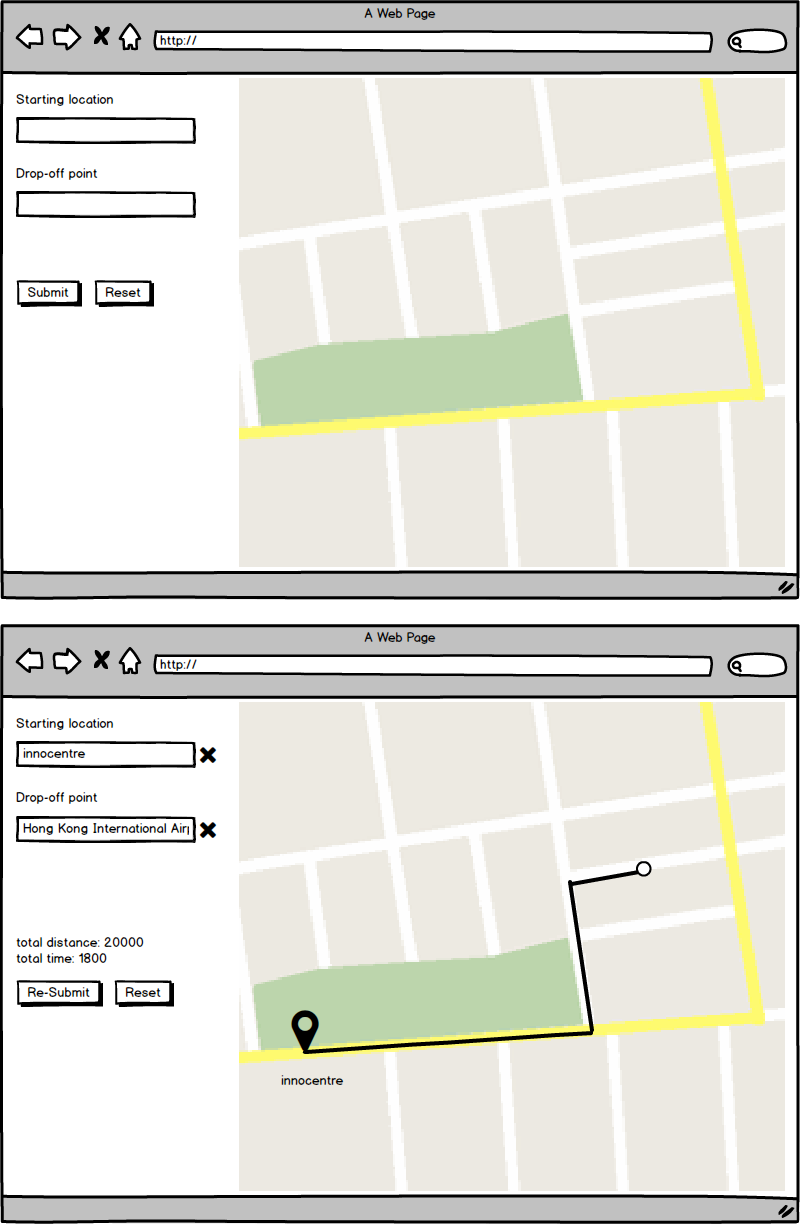 A Web Page
http://
Starting location
Drop-off point
Submit Reset
A Web Page
http://
Starting location
innocentre
Drop-off point
Hong Kong International Air
total distance: 20000
total time: 1800
Re-Submit Reset
innocentre